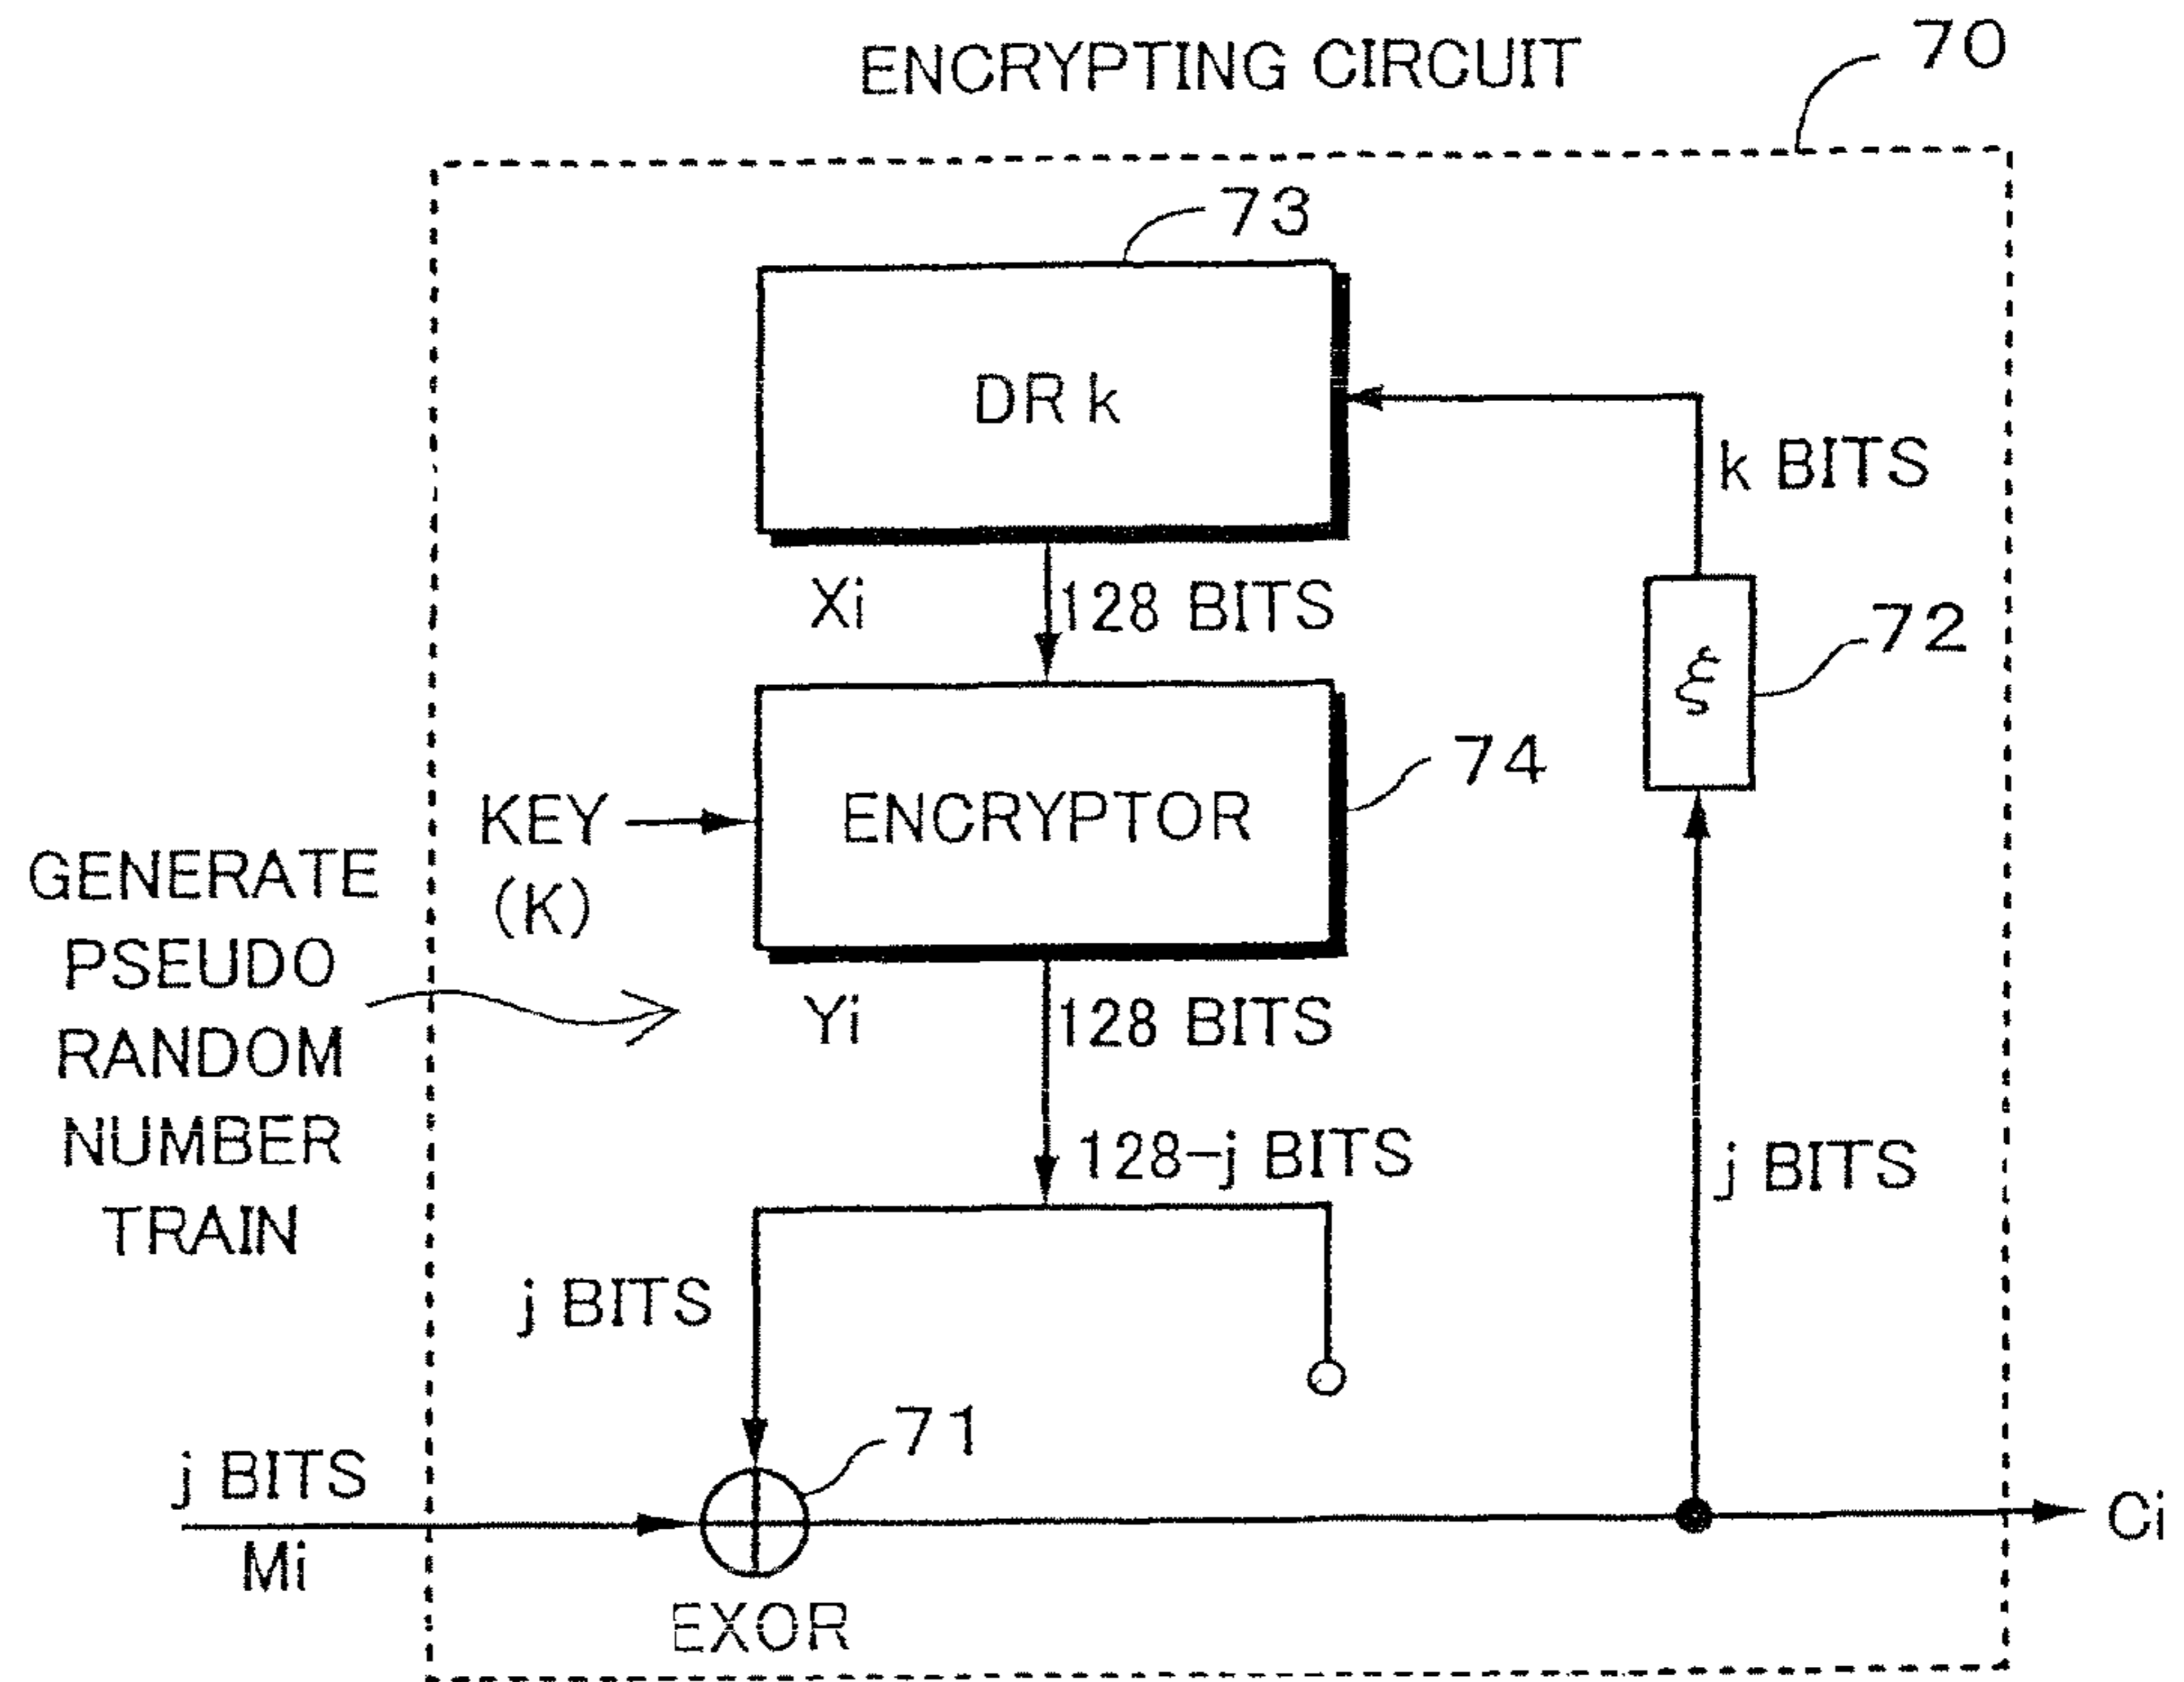 ENCRYPTING CIRCUIT
70
73
DR k
k BITS
Xi
128 BITS
72
ξ
74
KEY
(K)
ENCRYPTOR
GENERATE
PSEUDO
RANDOM
NUMBER
TRAIN
Yi
128 BITS
128-j BITS
j BITS
j BITS
71
j BITS
Mi
Ci
EXOR